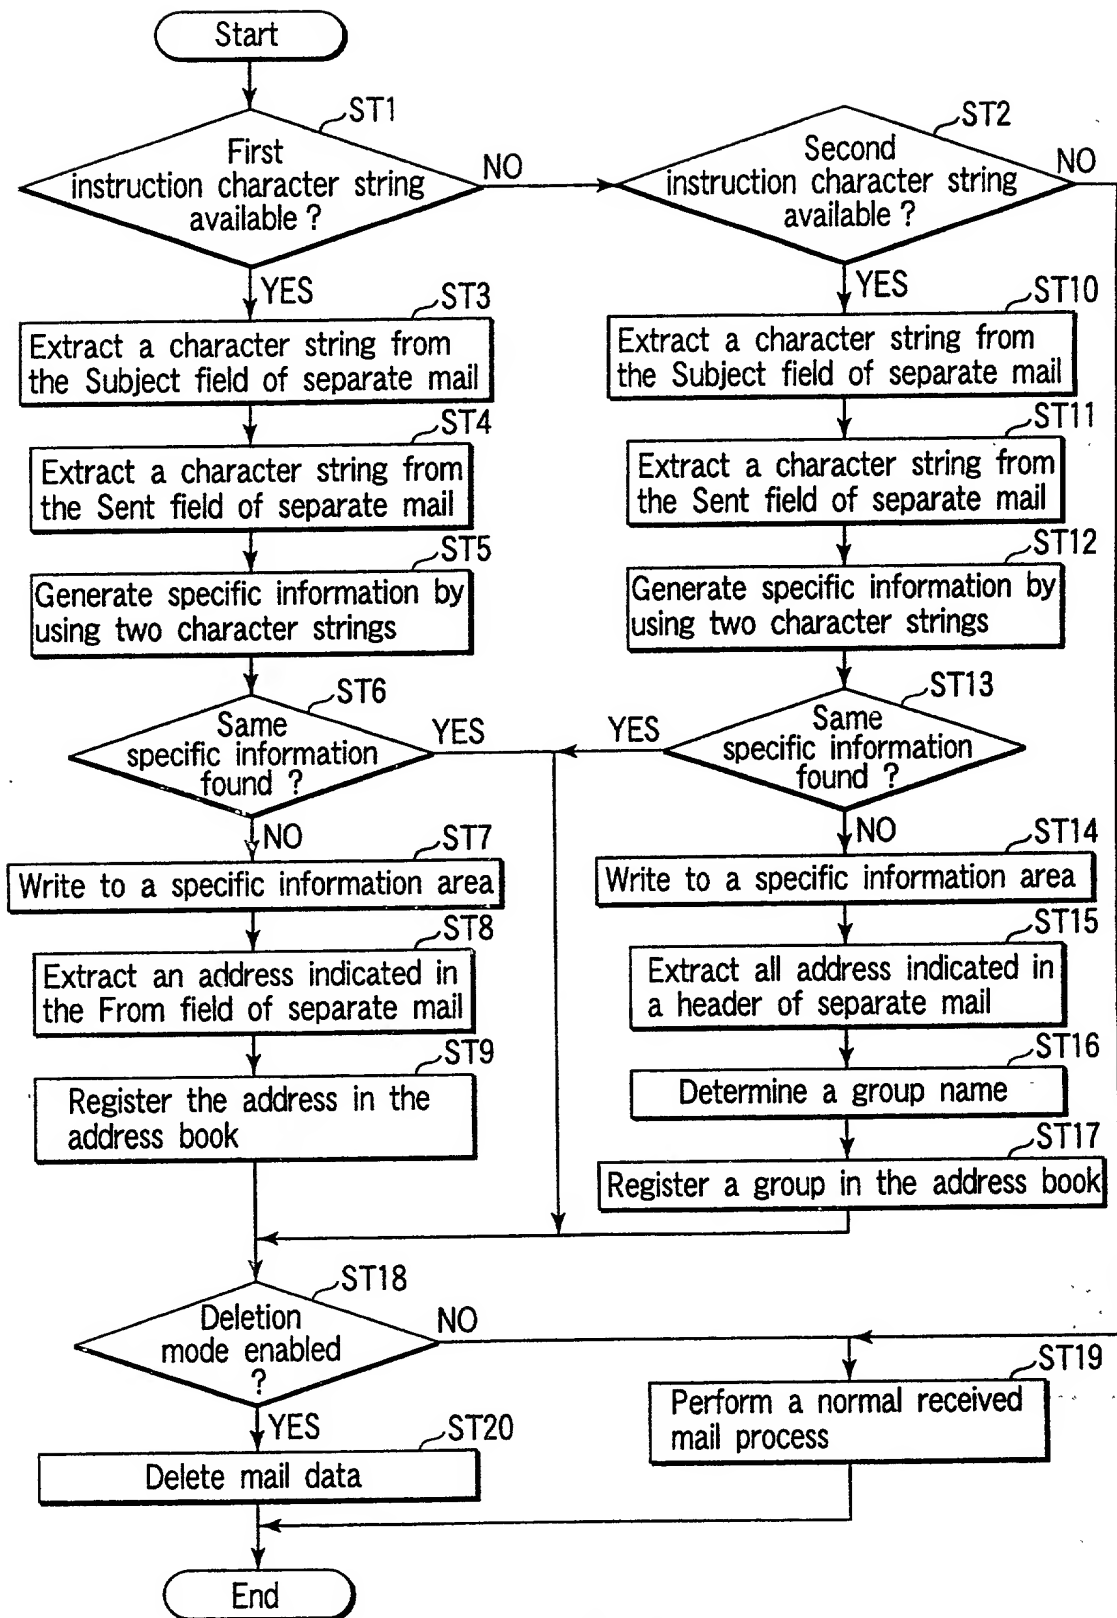 Start
ST1
First
instruction character string
available ?
NO
YES
ST2
Second
instruction character string
available ?
NO
YES
ST3
Extract a character string from
the Subject field of separate mail
ST4
Extract a character string from
the Sent field of separate mail
ST5
Generate specific information by
using two character strings
ST6
Same
specific information
found ?
YES
NO
ST7
Write to a specific information area
ST8
Extract an address indicated in
the From field of separate mail
ST9
Register the address in the
address book
ST10
Extract a character string from
the Subject field of separate mail
ST11
Extract a character string from
the Sent field of separate mail
ST12
Generate specific information by
using two character strings
ST13
Same
specific information
found ?
YES
NO
ST14
Write to a specific information area
ST15
Extract all address indicated in
a header of separate mail
ST16
Determine a group name
ST17
Register a group in the address book
ST18
Deletion
mode enabled
?
NO
YES
ST19
Perform a normal received
mail process
ST20
Delete mail data
End